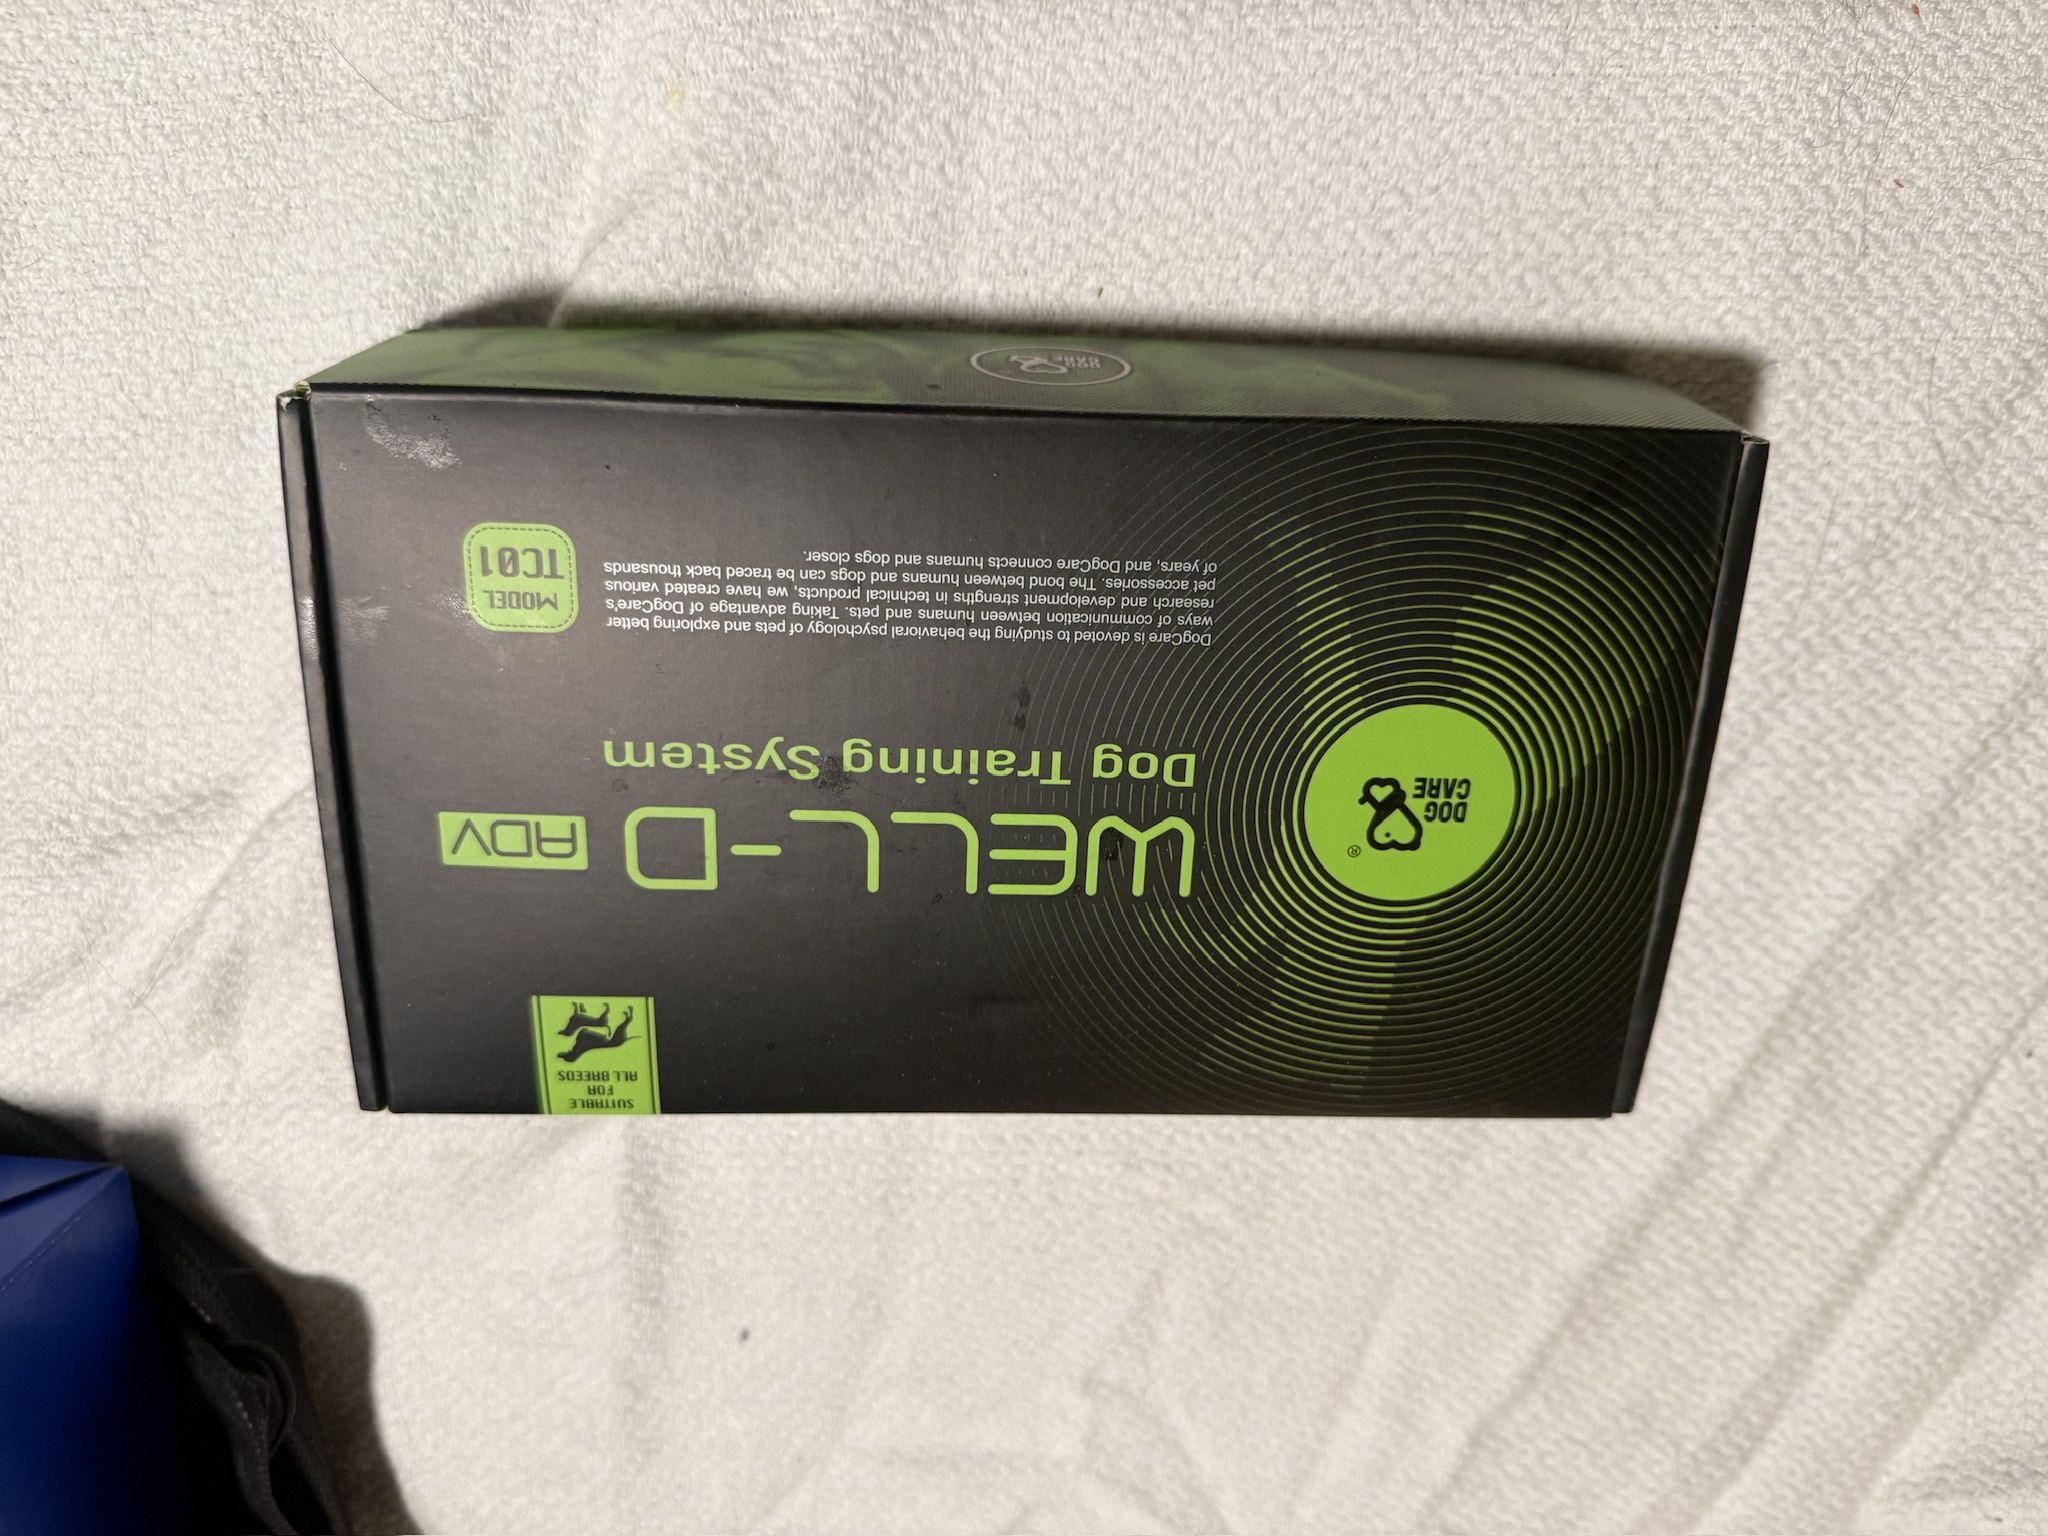 SUITABLE
FOR
ALL BREEDS
DOG
CARE
®
WELL-D ADV
Dog Training System
DogCare is devoted to studying the behavioral psychology of pets and exploring better
ways of communication between humans and pets. Taking advantage of DogCare's
research and development strengths in technical products, we have created various
pet accessories. The bond between humans and dogs can be traced back thousands
of years, and DogCare connects humans and dogs closer.
MODEL
TC01
DOG
CARE